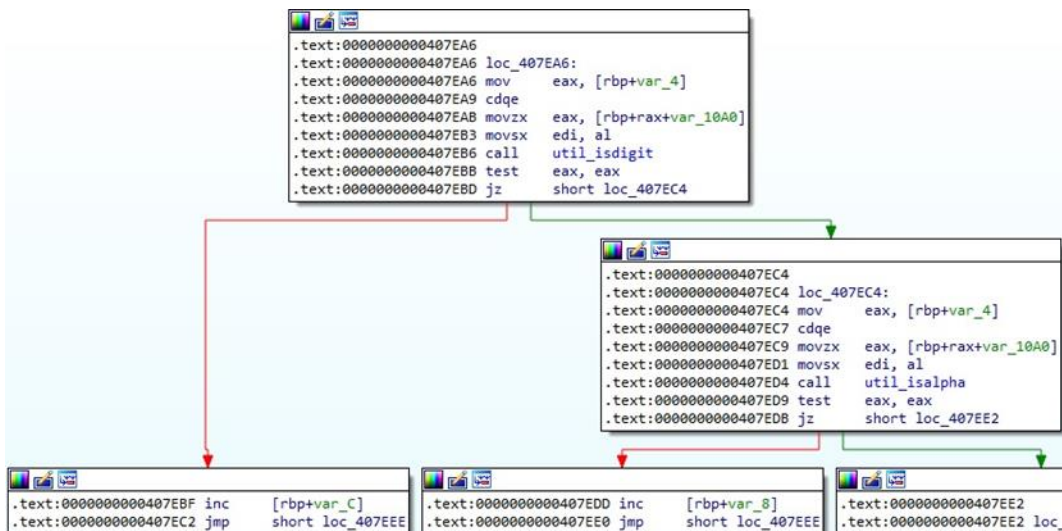 .text:0000000000407EA6
.text:0000000000407EA6 loc_407EA6:
.text:0000000000407EA6 mov eax, [rbp+var_4]
.text:0000000000407EA9 cdqe
.text:0000000000407EAB movzx eax, [rbp+rax+var_10A0]
.text:0000000000407EB3 movsx edi, al
.text:0000000000407EB6 call util_isdigit
.text:0000000000407EBB test eax, eax
.text:0000000000407EBD jz short loc_407EC4
.text:0000000000407EC4
.text:0000000000407EC4 loc_407EC4:
.text:0000000000407EC4 mov eax, [rbp+var_4]
.text:0000000000407EC7 cdqe
.text:0000000000407EC9 movzx eax, [rbp+rax+var_10A0]
.text:0000000000407ED1 movsx edi, al
.text:0000000000407ED4 call util_isalpha
.text:0000000000407ED9 test eax, eax
.text:0000000000407EDB jz short loc_407EE2
.text:0000000000407EBF inc [rbp+var_C]
.text:0000000000407EC2 jmp short loc_407EEE
.text:0000000000407EDD inc [rbp+var_8]
.text:0000000000407EE0 jmp short loc_407EEE
.text:0000000000407EE2
.text:0000000000407EE2 loc